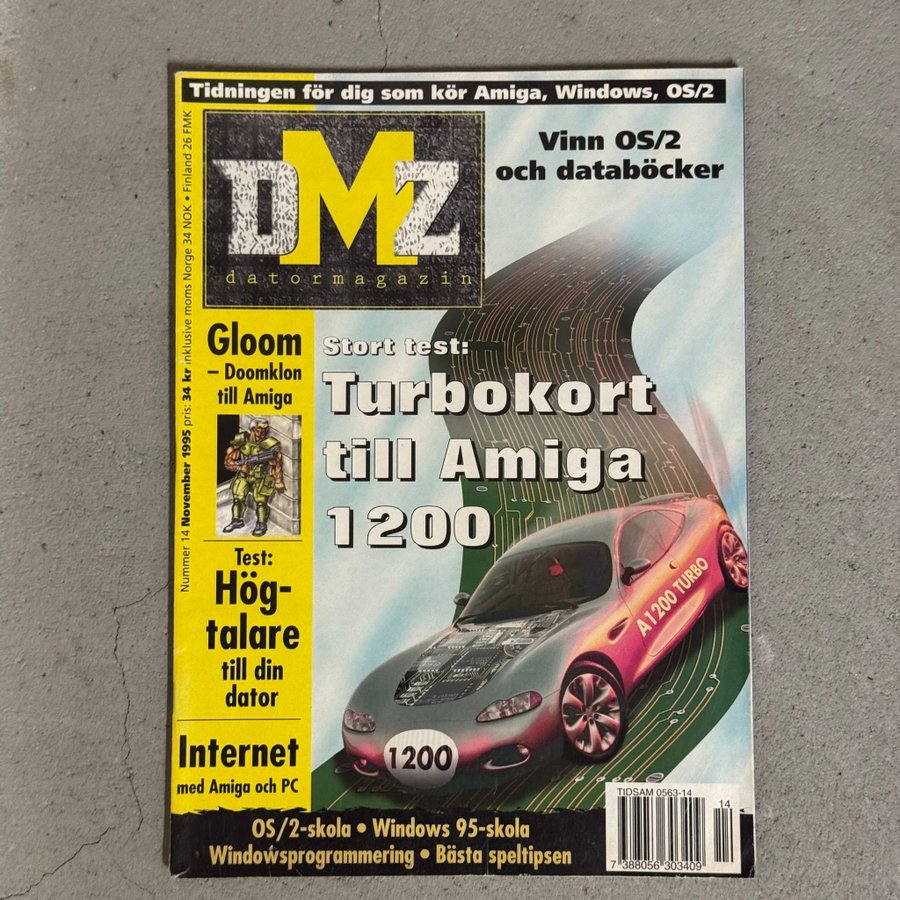 Tidningen för dig som kör Amiga, Windows, OS/2
DMZ
datormagazin
Vinn OS/2
och databöcker
Nummer 14 November 1995 pris: 34 kr inklusive moms Norge 34 NOK • Finland 26 FMK
Gloom
– Doomklon
till Amiga
Test:
Hög-
talare
till din
dator
Internet
med Amiga och PC
Stort test:
Turbokort
till Amiga
1200
A1200 TURBO
1200
OS/2-skola • Windows 95-skola
Windowsprogrammering • Bästa speltipsen
TIDSAM 0563-14
14
7 388056 303409